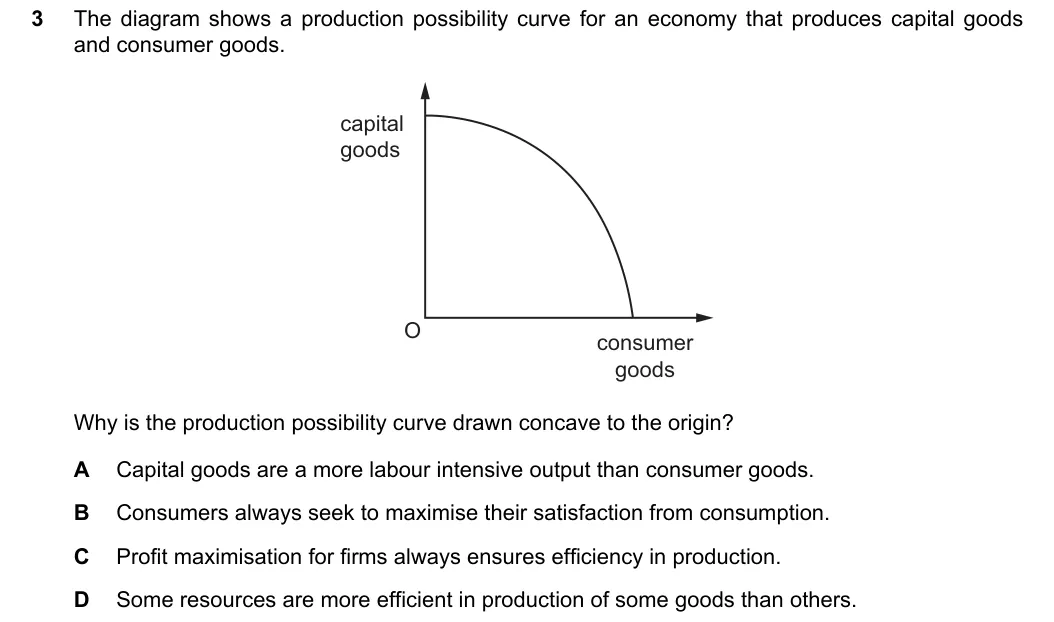 3 The diagram shows a production possibility curve for an economy that produces capital goods
and consumer goods.
capital
goods
O
consumer
goods
Why is the production possibility curve drawn concave to the origin?
A Capital goods are a more labour intensive output than consumer goods.
B Consumers always seek to maximise their satisfaction from consumption.
C Profit maximisation for firms always ensures efficiency in production.
D Some resources are more efficient in production of some goods than others.